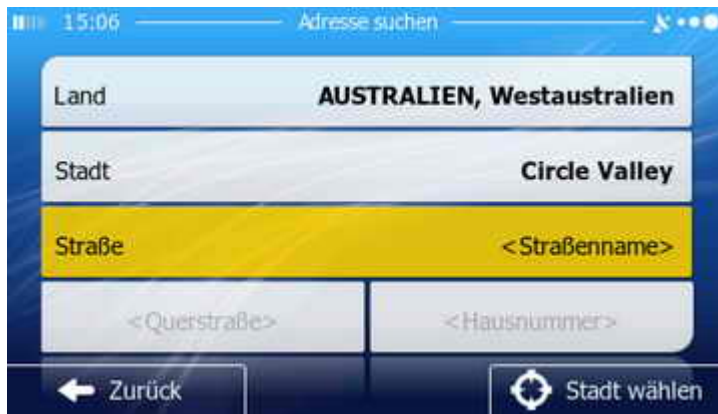 15:06 Adresse suchen
Land AUSTRALIEN, Westaustralien
Stadt Circle Valley
Straße <Straßenname>
<Querstraße> <Hausnummer>
Zurück Stadt wählen